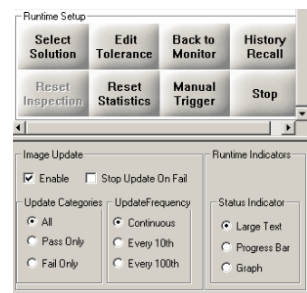 Runtime Setup
Select Solution
Edit Tolerance
Back to Monitor
History Recall
Reset Inspection
Reset Statistics
Manual Trigger
Stop
Image Update
Enable
Stop Update On Fail
Update Categories
All
Pass Only
Fail Only
UpdateFrequency
Continuous
Every 10th
Every 100th
Runtime Indicators
Status Indicator
Large Text
Progress Bar
Graph